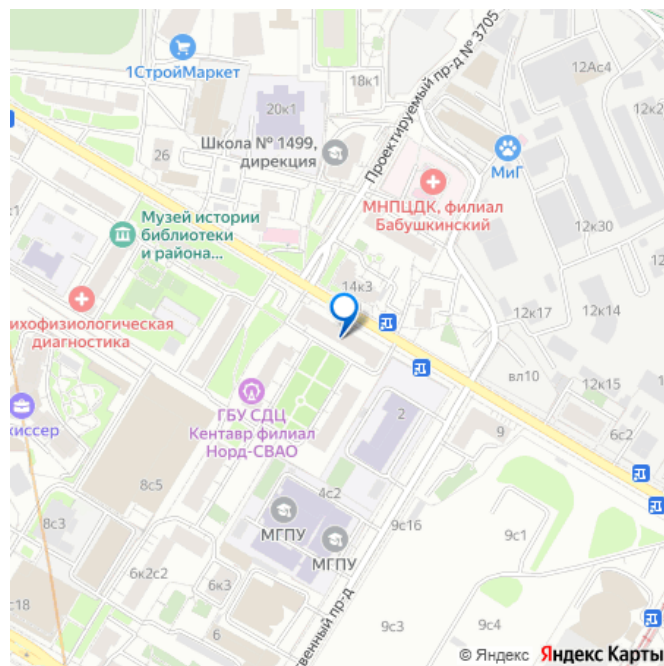 1СтройМаркет
18к1
Проектируемый пр-д № 3705
12Ас4
12к2
20к1
Школа № 1499,
дирекция
26
МиГ
МНПЦДК, филиал
Бабушкинский
Музей истории
библиотеки
и района...
12к30
14к3
ихофизиологическая
диагностика
12к17
12к14
вл10
12к15
ГБУ СДЦ
Кентавр филиал
Норд-СВАО
киссер
2
9
6с2
8с5
4с2
8с3
МГПУ
МГПУ
9с16
9с1
6к2с2
6к3
с18
6
венный пр-д
9с3
9с4
© Яндекс Яндекс Карты